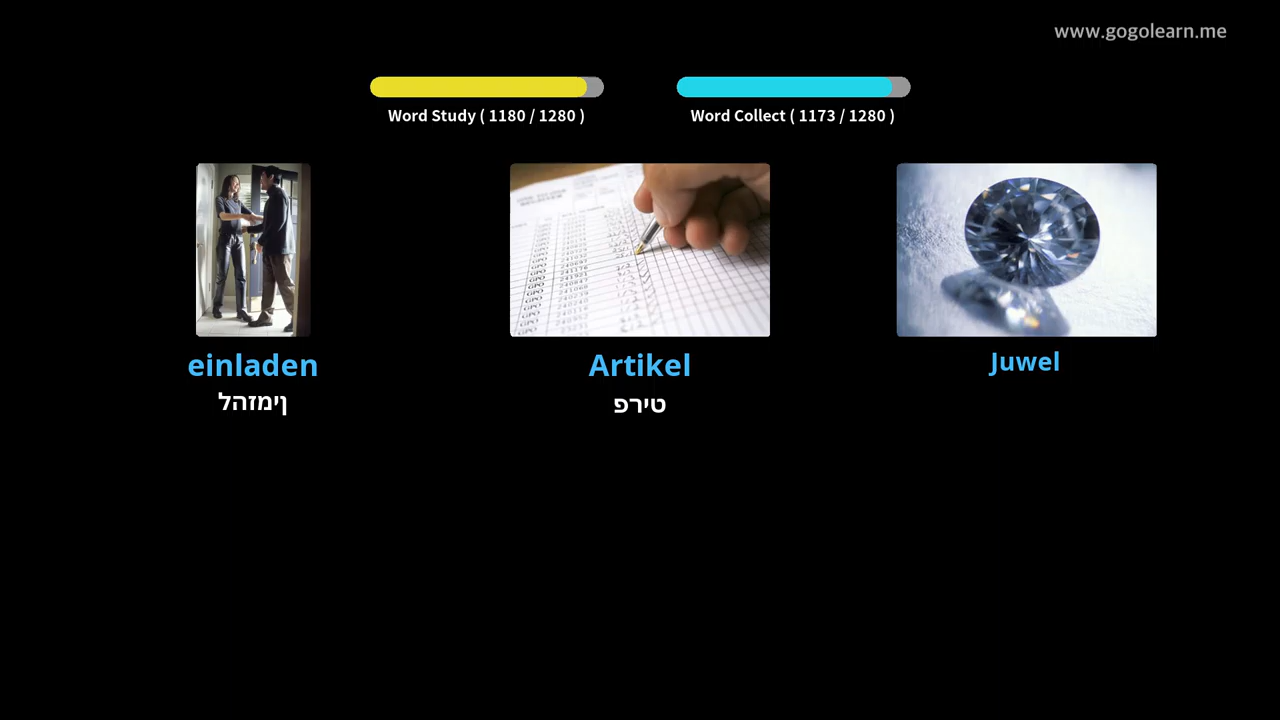 www.gogolearn.me
Word Study ( 1180 / 1280 )
Word Collect ( 1173 / 1280 )
einladen
להזמין
Artikel
פריט
Juwel